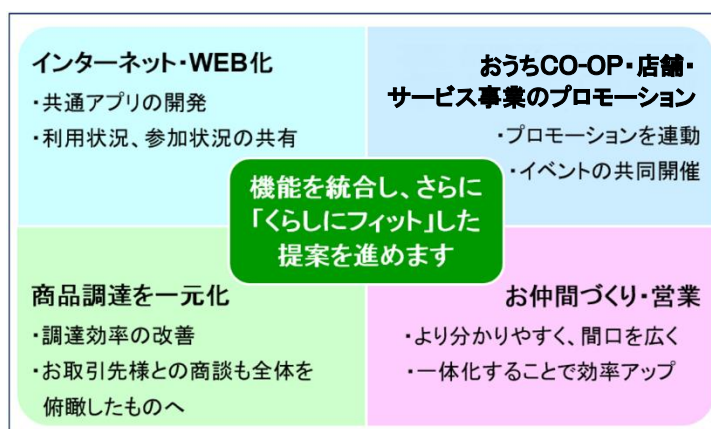 インターネット・WEB化
・共通アプリの開発
・利用状況、参加状況の共有
おうちCO-OP・店舗・
サービス事業のプロモーション
・プロモーションを連動
・イベントの共同開催
機能を統合し、さらに
「くらしにフィット」した
提案を進めます
商品調達を一元化
・調達効率の改善
・お取引先様との商談も全体を
俯瞰したものへ
お仲間づくり・営業
・より分かりやすく、間口を広く
・一体化することで効率アップ